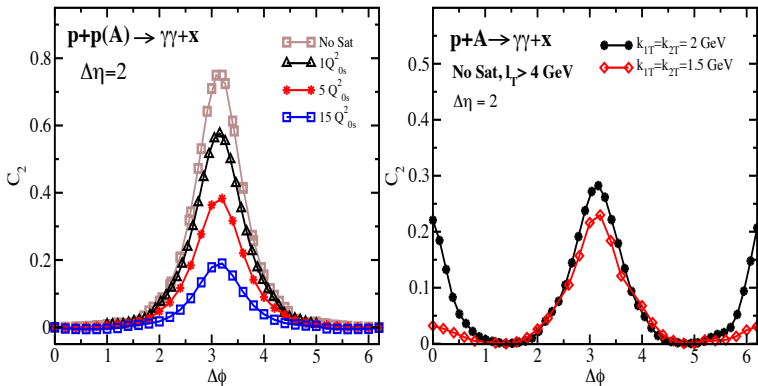 p+p(A) → γγ+x
Δη=2
No Sat
1Q²₀ₛ
5 Q²₀ₛ
15 Q²₀ₛ
C₂
0.8
0.6
0.4
0.2
0
0 1 2 3 4 5 6
Δϕ
p+A→γγ+x
No Sat, l_T > 4 GeV
Δη = 2
k₁T=k₂T= 2 GeV
k₁T=k₂T=1.5 GeV
C₂
0.5
0.4
0.3
0.2
0.1
0
0 1 2 3 4 5 6
Δϕ